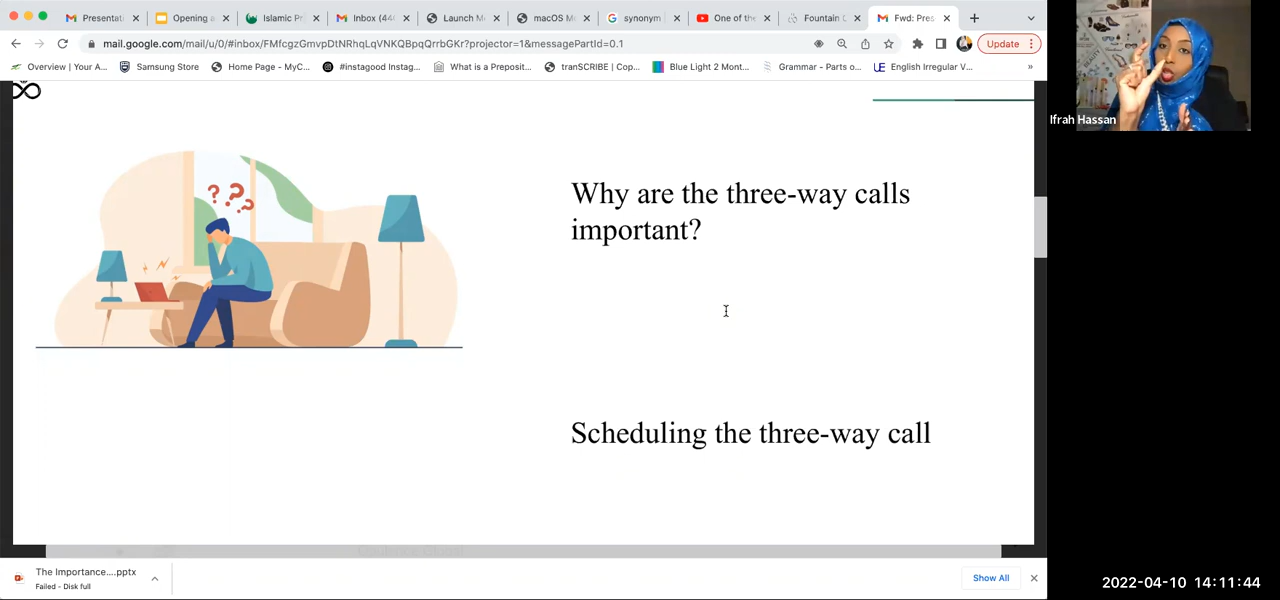 Presentat
Opening a
Islamic Pr
Inbox (44
Launch M
macOS M
synonym
One of the
Fountain
Fwd: Pres
mail.google.com/mail/u/0/#inbox/FMfcgzGmvpDtNRhqLqVNKQBpqQrrbGKr?projector=1&messagePartId=0.1
Update
Overview | Your A...
Samsung Store
Home Page - MyC...
#instagood Instag...
What is a Preposit...
tranSCRIBE | Cop...
Blue Light 2 Mont...
Grammar - Parts o...
English Irregular V...
»
Ifrah Hassan
? ? ?
Why are the three-way calls
important?
Scheduling the three-way call
The Importance....pptx
Failed - Disk full
Show All
2022-04-10 14:11:44